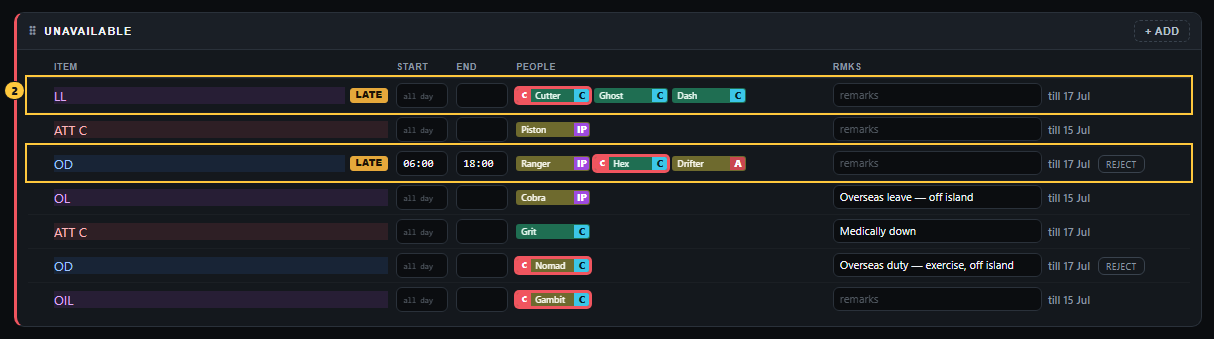 UNAVAILABLE + ADD
ITEM START END PEOPLE RMKS
2 LL LATE all day C Cutter C Ghost C Dash C remarks till 17 Jul
ATT C all day Piston IP remarks till 15 Jul
OD LATE 06:00 18:00 Ranger IP C Hex C Drifter A remarks till 17 Jul REJECT
OL all day Cobra IP Overseas leave — off island till 15 Jul
ATT C all day Grit C Medically down till 17 Jul
OD all day C Nomad C Overseas duty — exercise, off island till 17 Jul REJECT
OIL all day C Gambit C remarks till 15 Jul